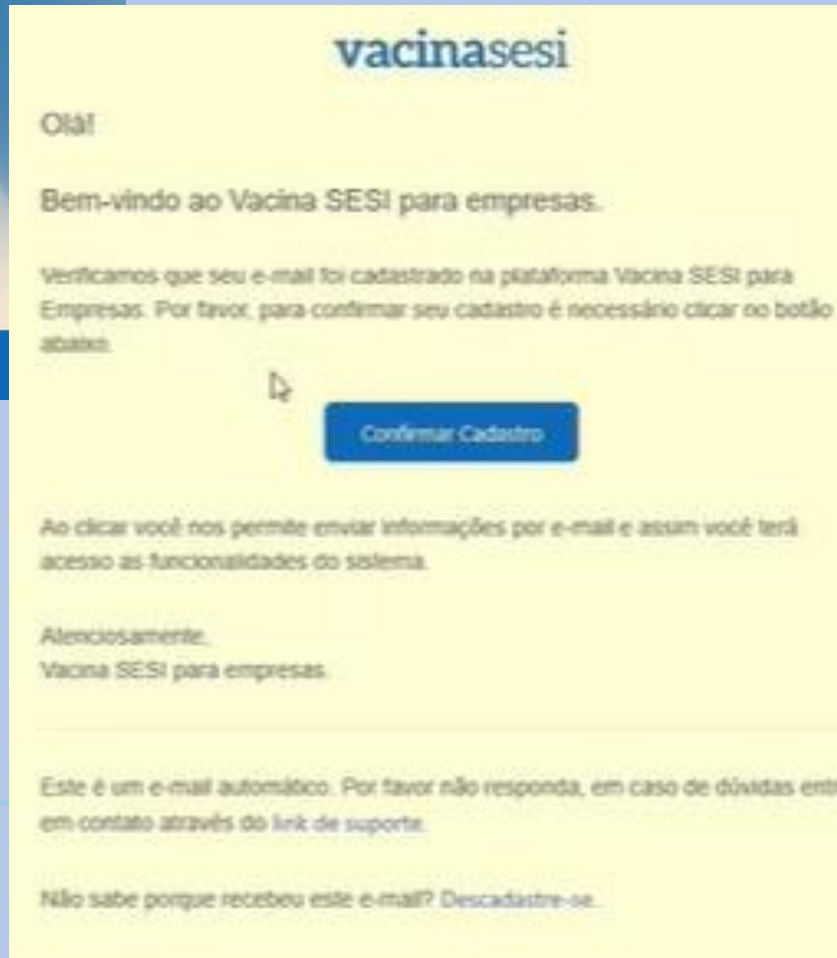 vacinasesi
Olá!
Bem-vindo ao Vacina SESI para empresas.
Verificamos que seu e-mail foi cadastrado na plataforma Vacina SESI para
Empresas. Por favor, para confirmar seu cadastro é necessário clicar no botão
abaixo.
Confirmar Cadastro
Ao clicar você nos permite enviar informações por e-mail e assim você terá
acesso as funcionalidades do sistema.
Atenciosamente,
Vacina SESI para empresas.
Este é um e-mail automático. Por favor não responda, em caso de dúvidas entr
em contato através do link de suporte.
Não sabe porque recebeu este e-mail? Descadastre-se.